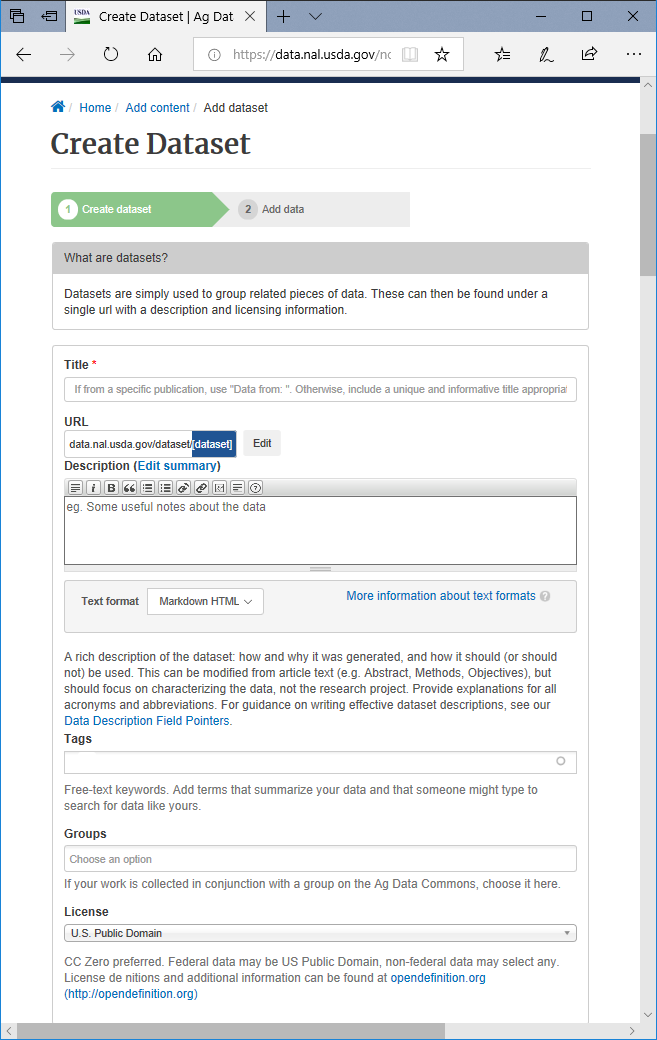 USDA
Create Dataset | Ag Dat
https://data.nal.usda.gov/no
Home / Add content / Add dataset
Create Dataset
1 Create dataset
2 Add data
What are datasets?
Datasets are simply used to group related pieces of data. These can then be found under a
single url with a description and licensing information.
Title *
If from a specific publication, use "Data from: ". Otherwise, include a unique and informative title appropriat
URL
data.nal.usda.gov/dataset/[dataset]
Edit
Description (Edit summary)
eg. Some useful notes about the data
Text format
Markdown HTML
More information about text formats
A rich description of the dataset: how and why it was generated, and how it should (or should
not) be used. This can be modified from article text (e.g. Abstract, Methods, Objectives), but
should focus on characterizing the data, not the research project. Provide explanations for all
acronyms and abbreviations. For guidance on writing effective dataset descriptions, see our
Data Description Field Pointers.
Tags
Free-text keywords. Add terms that summarize your data and that someone might type to
search for data like yours.
Groups
Choose an option
If your work is collected in conjunction with a group on the Ag Data Commons, choose it here.
License
U.S. Public Domain
CC Zero preferred. Federal data may be US Public Domain, non-federal data may select any.
License de nitions and additional information can be found at opendefinition.org
(http://opendefinition.org)